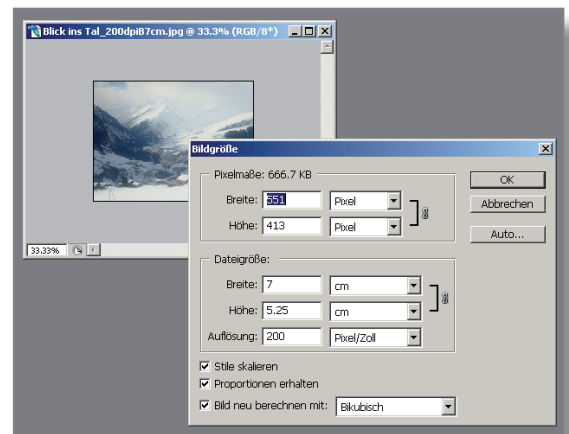 Blick ins Tal_200dpiB7cm.jpg @ 33.3% (RGB/8*)
33.33%
Bildgröße
Pixelmaße: 666.7 KB
Breite: 551 Pixel
Höhe: 413 Pixel
OK
Abbrechen
Auto...
Dateigröße:
Breite: 7 cm
Höhe: 5.25 cm
Auflösung: 200 Pixel/Zoll
Stile skalieren
Proportionen erhalten
Bild neu berechnen mit: Bikubisch